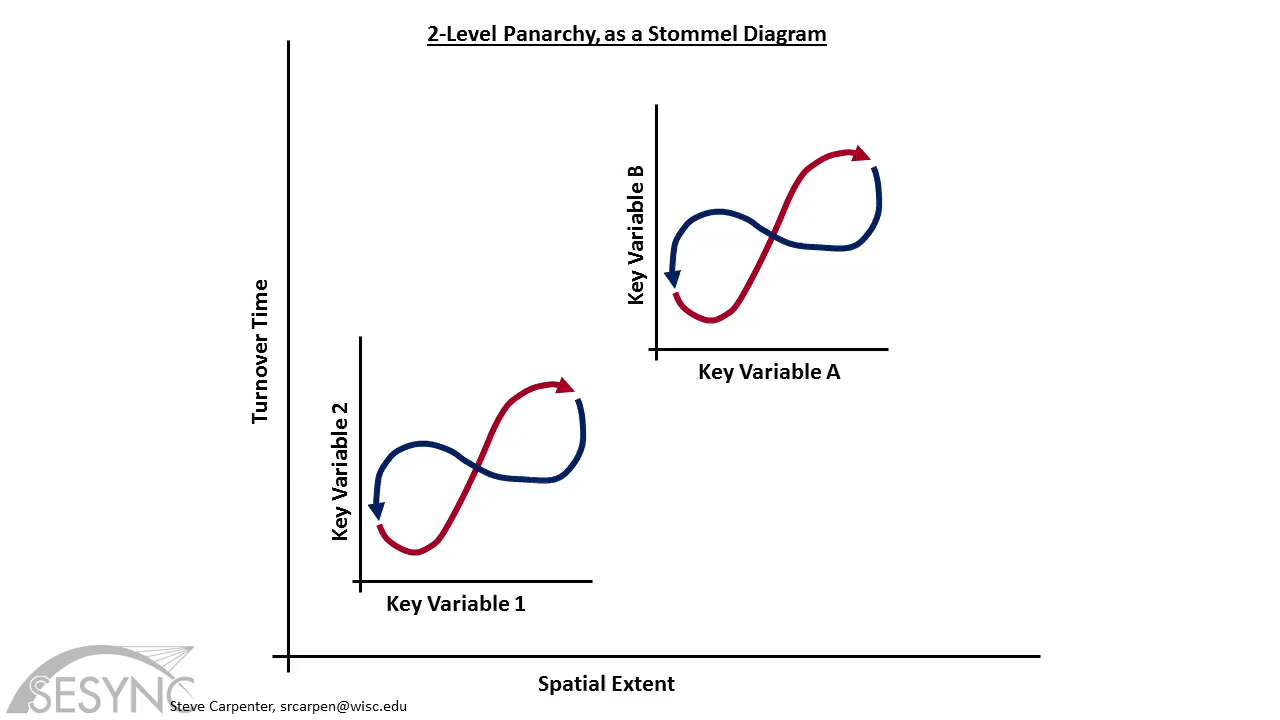 2-Level Panarchy, as a Stommel Diagram
Key Variable B
Key Variable A
Turnover Time
Key Variable 2
Key Variable 1
Spatial Extent
SESYNC
Steve Carpenter, srcarpen@wisc.edu